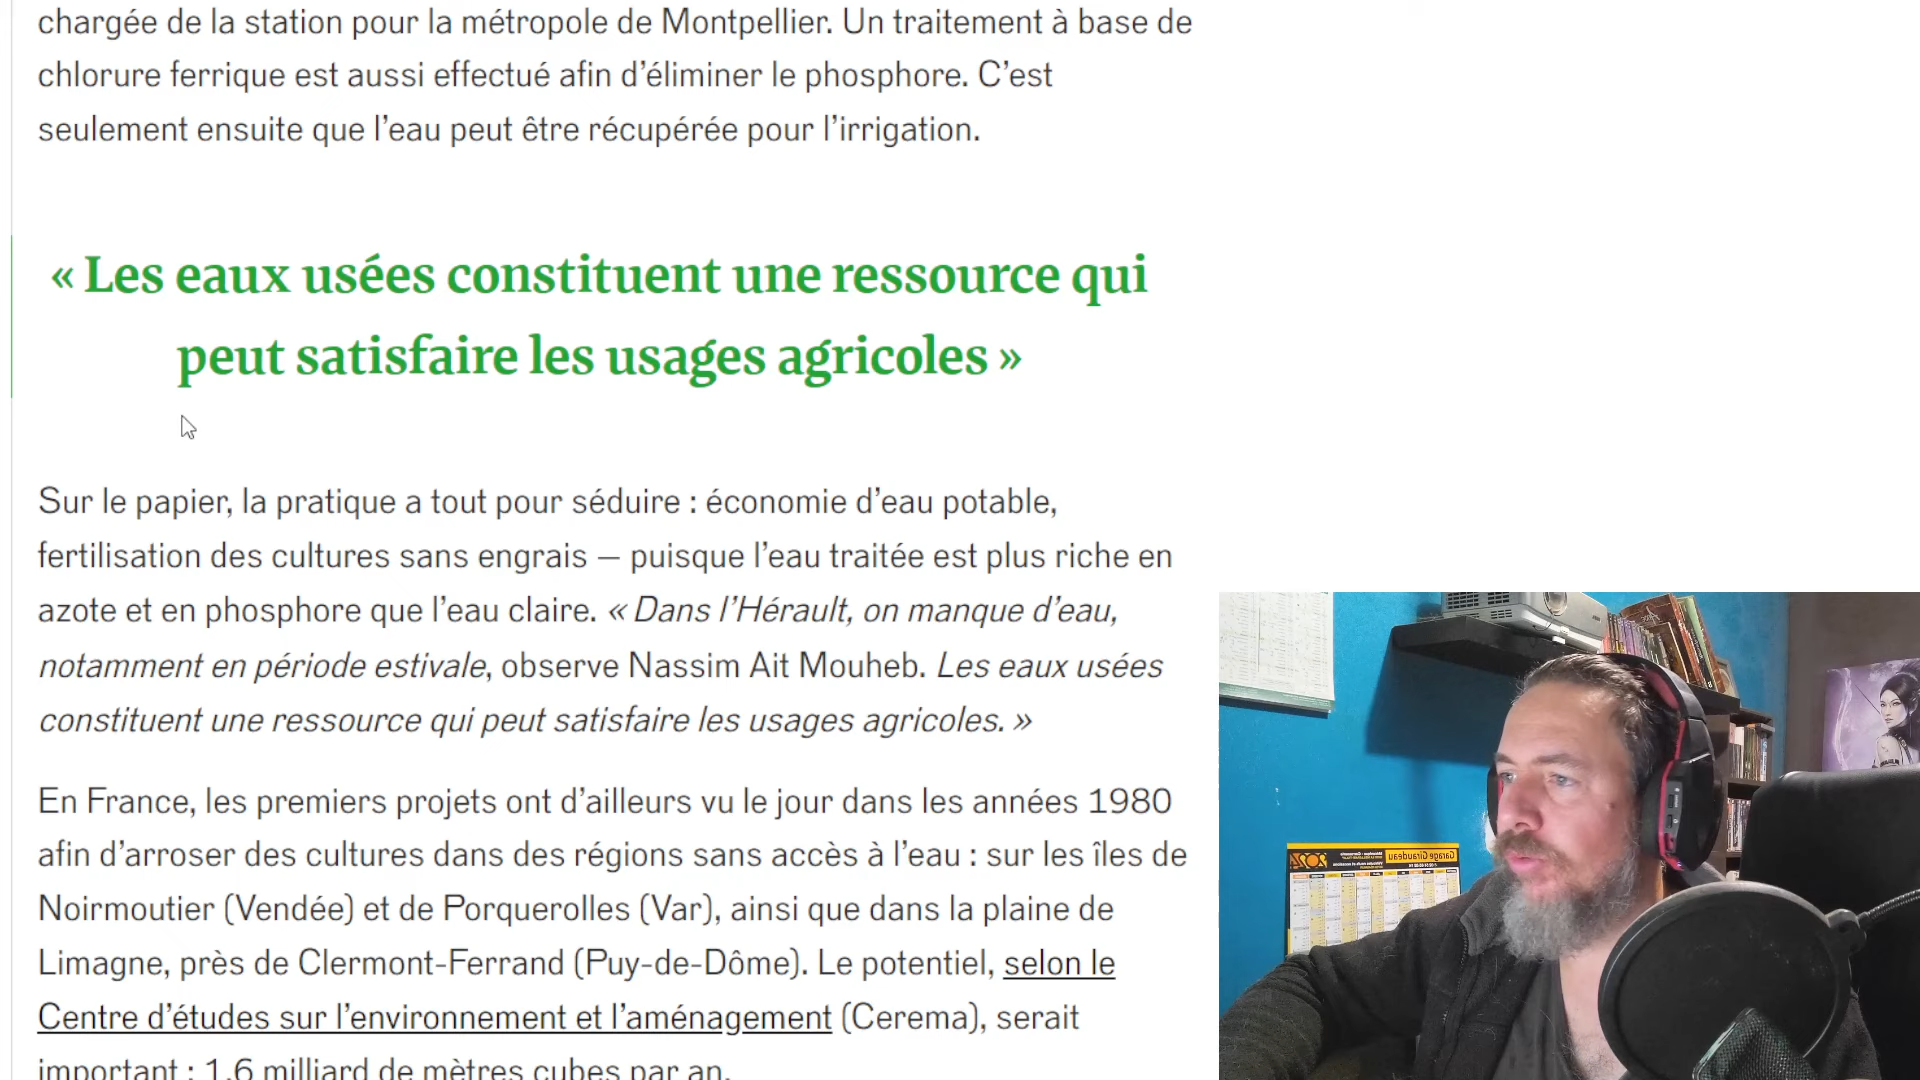 chargée de la station pour la métropole de Montpellier. Un traitement à base de
chlorure ferrique est aussi effectué afin d’éliminer le phosphore. C’est
seulement ensuite que l’eau peut être récupérée pour l’irrigation.
« Les eaux usées constituent une ressource qui
peut satisfaire les usages agricoles »
Sur le papier, la pratique a tout pour séduire : économie d’eau potable,
fertilisation des cultures sans engrais — puisque l’eau traitée est plus riche en
azote et en phosphore que l’eau claire. « Dans l’Hérault, on manque d’eau,
notamment en période estivale, observe Nassim Ait Mouheb. Les eaux usées
constituent une ressource qui peut satisfaire les usages agricoles. »
En France, les premiers projets ont d’ailleurs vu le jour dans les années 1980
afin d’arroser des cultures dans des régions sans accès à l’eau : sur les îles de
Noirmoutier (Vendée) et de Porquerolles (Var), ainsi que dans la plaine de
Limagne, près de Clermont-Ferrand (Puy-de-Dôme). Le potentiel, selon le
Centre d’études sur l’environnement et l’aménagement (Cerema), serait
important : 1,6 milliard de mètres cubes par an.
Garage Giraudeau